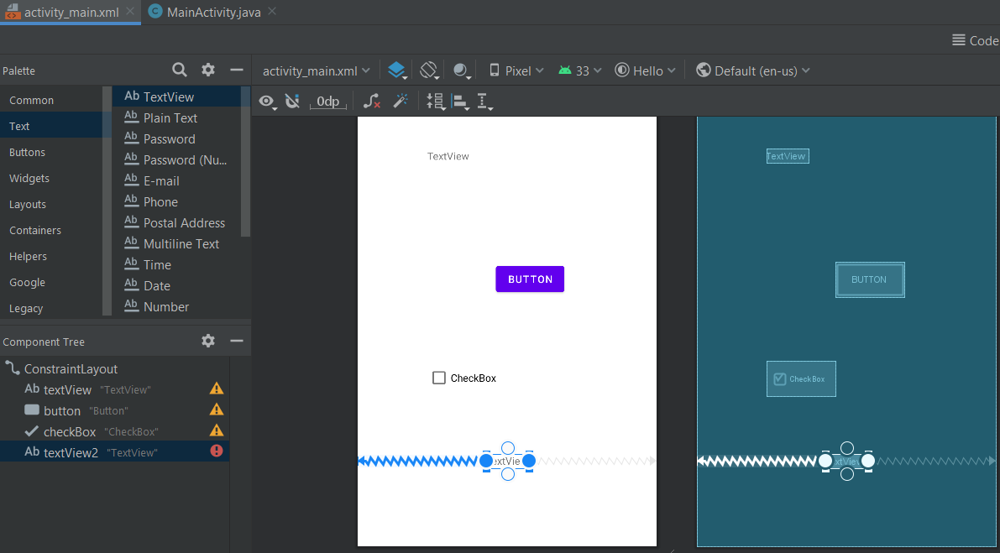 activity_main.xml
MainActivity.java
Code
Palette
activity_main.xml
Pixel
33
Hello
Default (en-us)
0dp
Common
Text
Buttons
Widgets
Layouts
Containers
Helpers
Google
Legacy
Ab TextView
Ab Plain Text
Ab Password
Ab Password (Nu...
Ab E-mail
Ab Phone
Ab Postal Address
Ab Multiline Text
Ab Time
Ab Date
Ab Number
Component Tree
ConstraintLayout
Ab textView "TextView"
button "Button"
checkBox "CheckBox"
Ab textView2 "TextView"
TextView
BUTTON
CheckBox
extVie
TextView
BUTTON
CheckBox